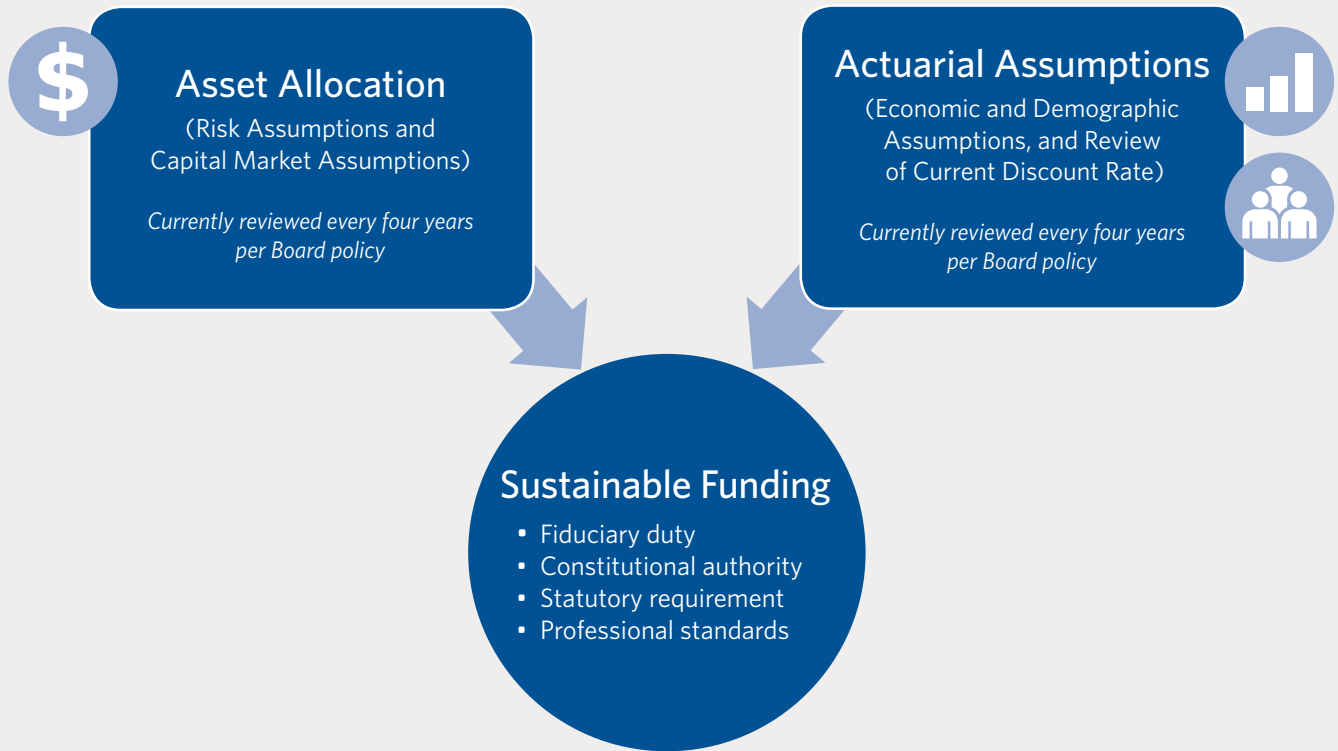 $
Asset Allocation
(Risk Assumptions and
Capital Market Assumptions)
Currently reviewed every four years
per Board policy
Actuarial Assumptions
(Economic and Demographic
Assumptions, and Review
of Current Discount Rate)
Currently reviewed every four years
per Board policy
Sustainable Funding
• Fiduciary duty
• Constitutional authority
• Statutory requirement
• Professional standards